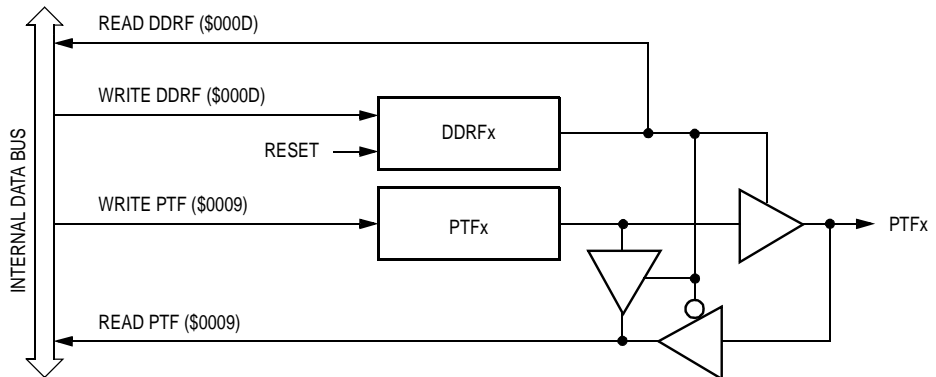 READ DDRF ($000D)
WRITE DDRF ($000D)
DDRFx
RESET
INTERNAL DATA BUS
WRITE PTF ($0009)
PTFx
PTFx
READ PTF ($0009)